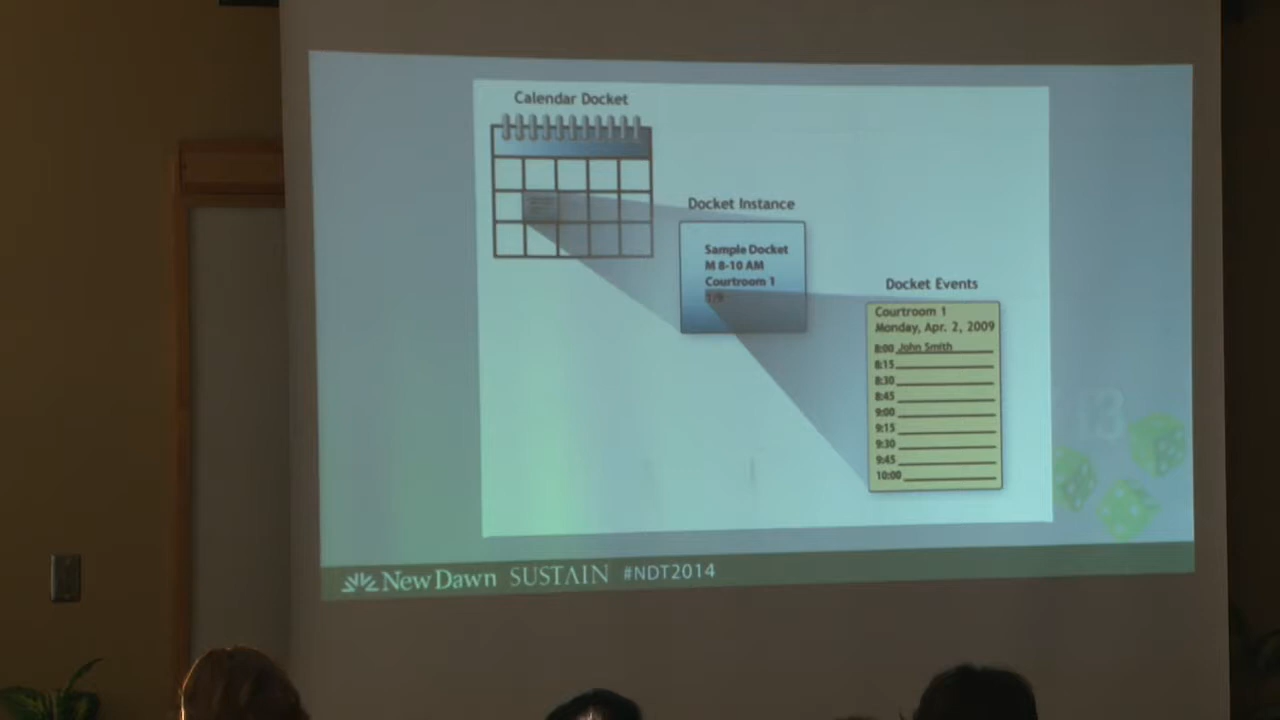 Calendar Docket
Docket Instance
Sample Docket
M 8-10 AM
Courtroom 1
Docket Events
Courtroom 1
Monday, Apr. 2, 2009
8:00 John Smith
8:15
8:30
8:45
9:00
9:15
9:30
9:45
10:00
New Dawn SUSTAIN #NDT2014